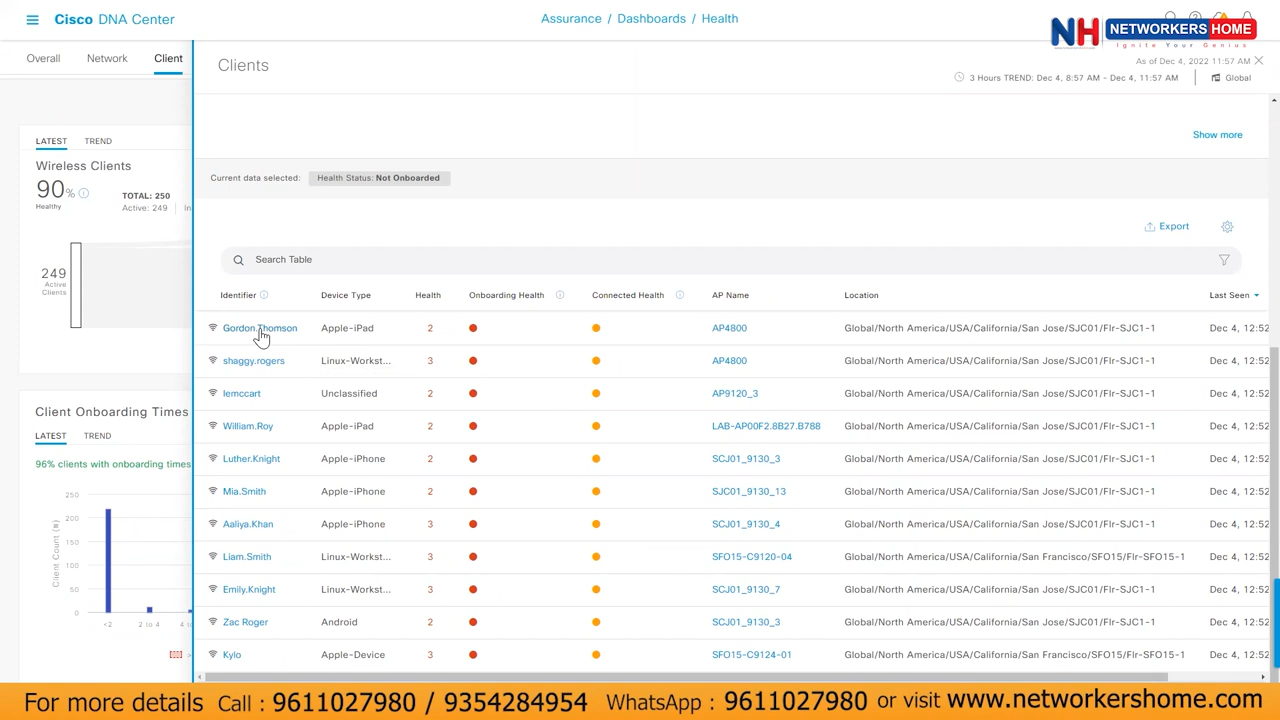 Cisco DNA Center
Assurance / Dashboards / Health
NH NETWORKERS HOME
Ignite Your Genius
Overall Network Client
Clients
As of Dec 4, 2022 11:57 AM
3 Hours TREND: Dec 4, 8:57 AM - Dec 4, 11:57 AM Global
Show more
LATEST TREND
Wireless Clients
90% TOTAL: 250
Healthy Active: 249 In
249
Active
Clients
Client Onboarding Times
LATEST TREND
96% clients with onboarding times
Client Count (#)
250
200
150
100
50
0
<2 2 to 4 4 to
>
Current data selected: Health Status: Not Onboarded
Export
Search Table
Identifier Device Type Health Onboarding Health Connected Health AP Name Location Last Seen
Gordon.Thomson Apple-iPad 2 AP4800 Global/North America/USA/California/San Jose/SJC01/Flr-SJC1-1 Dec 4, 12:52
shaggy.rogers Linux-Workst... 3 AP4800 Global/North America/USA/California/San Jose/SJC01/Flr-SJC1-1 Dec 4, 12:52
lemccart Unclassified 2 AP9120_3 Global/North America/USA/California/San Jose/SJC01/Flr-SJC1-1 Dec 4, 12:52
William.Roy Apple-iPad 2 LAB-AP00F2.8B27.B788 Global/North America/USA/California/San Jose/SJC01/Flr-SJC1-1 Dec 4, 12:52
Luther.Knight Apple-iPhone 2 SCJ01_9130_3 Global/North America/USA/California/San Jose/SJC01/Flr-SJC1-1 Dec 4, 12:52
Mia.Smith Apple-iPhone 2 SJC01_9130_13 Global/North America/USA/California/San Jose/SJC01/Flr-SJC1-1 Dec 4, 12:52
Aaliya.Khan Apple-iPhone 3 SCJ01_9130_4 Global/North America/USA/California/San Jose/SJC01/Flr-SJC1-1 Dec 4, 12:52
Liam.Smith Linux-Workst... 3 SFO15-C9120-04 Global/North America/USA/California/San Francisco/SFO15/Flr-SFO15-1 Dec 4, 12:52
Emily.Knight Linux-Workst... 3 SCJ01_9130_7 Global/North America/USA/California/San Jose/SJC01/Flr-SJC1-1 Dec 4, 12:52
Zac Roger Android 2 SCJ01_9130_3 Global/North America/USA/California/San Jose/SJC01/Flr-SJC1-1 Dec 4, 12:52
Kylo Apple-Device 3 SFO15-C9124-01 Global/North America/USA/California/San Francisco/SFO15/Flr-SFO15-1 Dec 4, 12:52
For more details Call : 9611027980 / 9354284954 WhatsApp : 9611027980 or visit www.networkershome.com